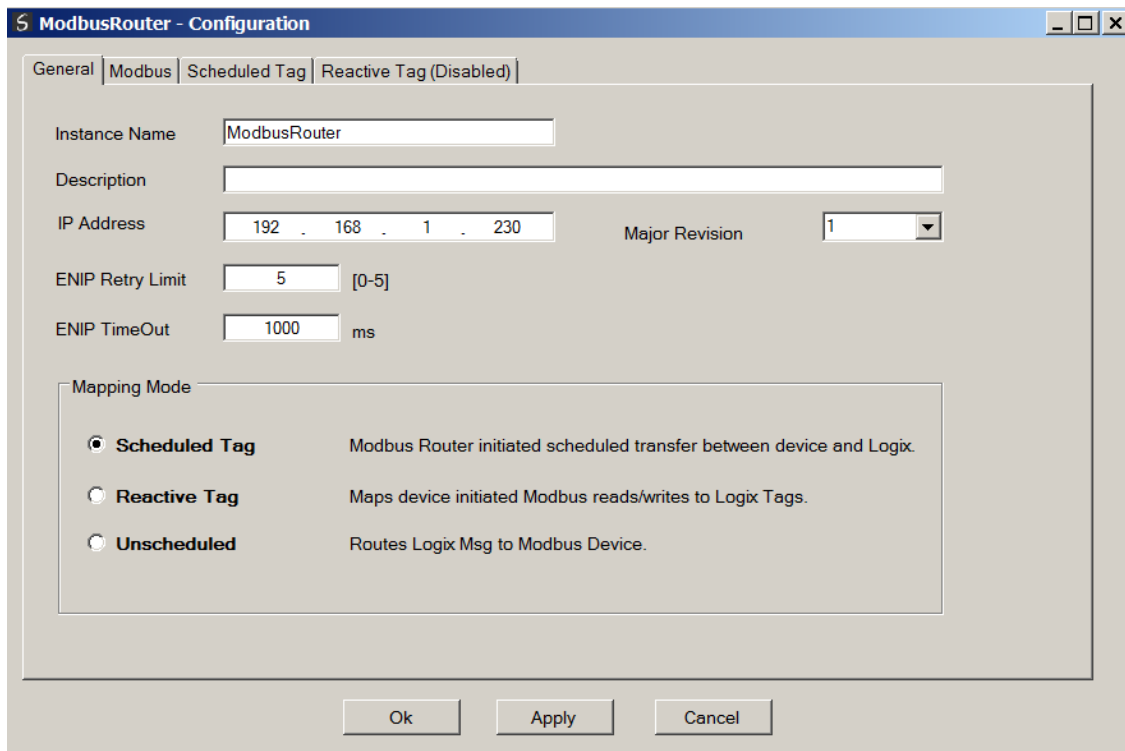 ModbusRouter - Configuration
General Modbus Scheduled Tag Reactive Tag (Disabled)
Instance Name ModbusRouter
Description
IP Address 192 . 168 . 1 . 230 Major Revision 1
ENIP Retry Limit 5 [0-5]
ENIP TimeOut 1000 ms
Mapping Mode
Scheduled Tag Modbus Router initiated scheduled transfer between device and Logix.
Reactive Tag Maps device initiated Modbus reads/writes to Logix Tags.
Unscheduled Routes Logix Msg to Modbus Device.
Ok Apply Cancel